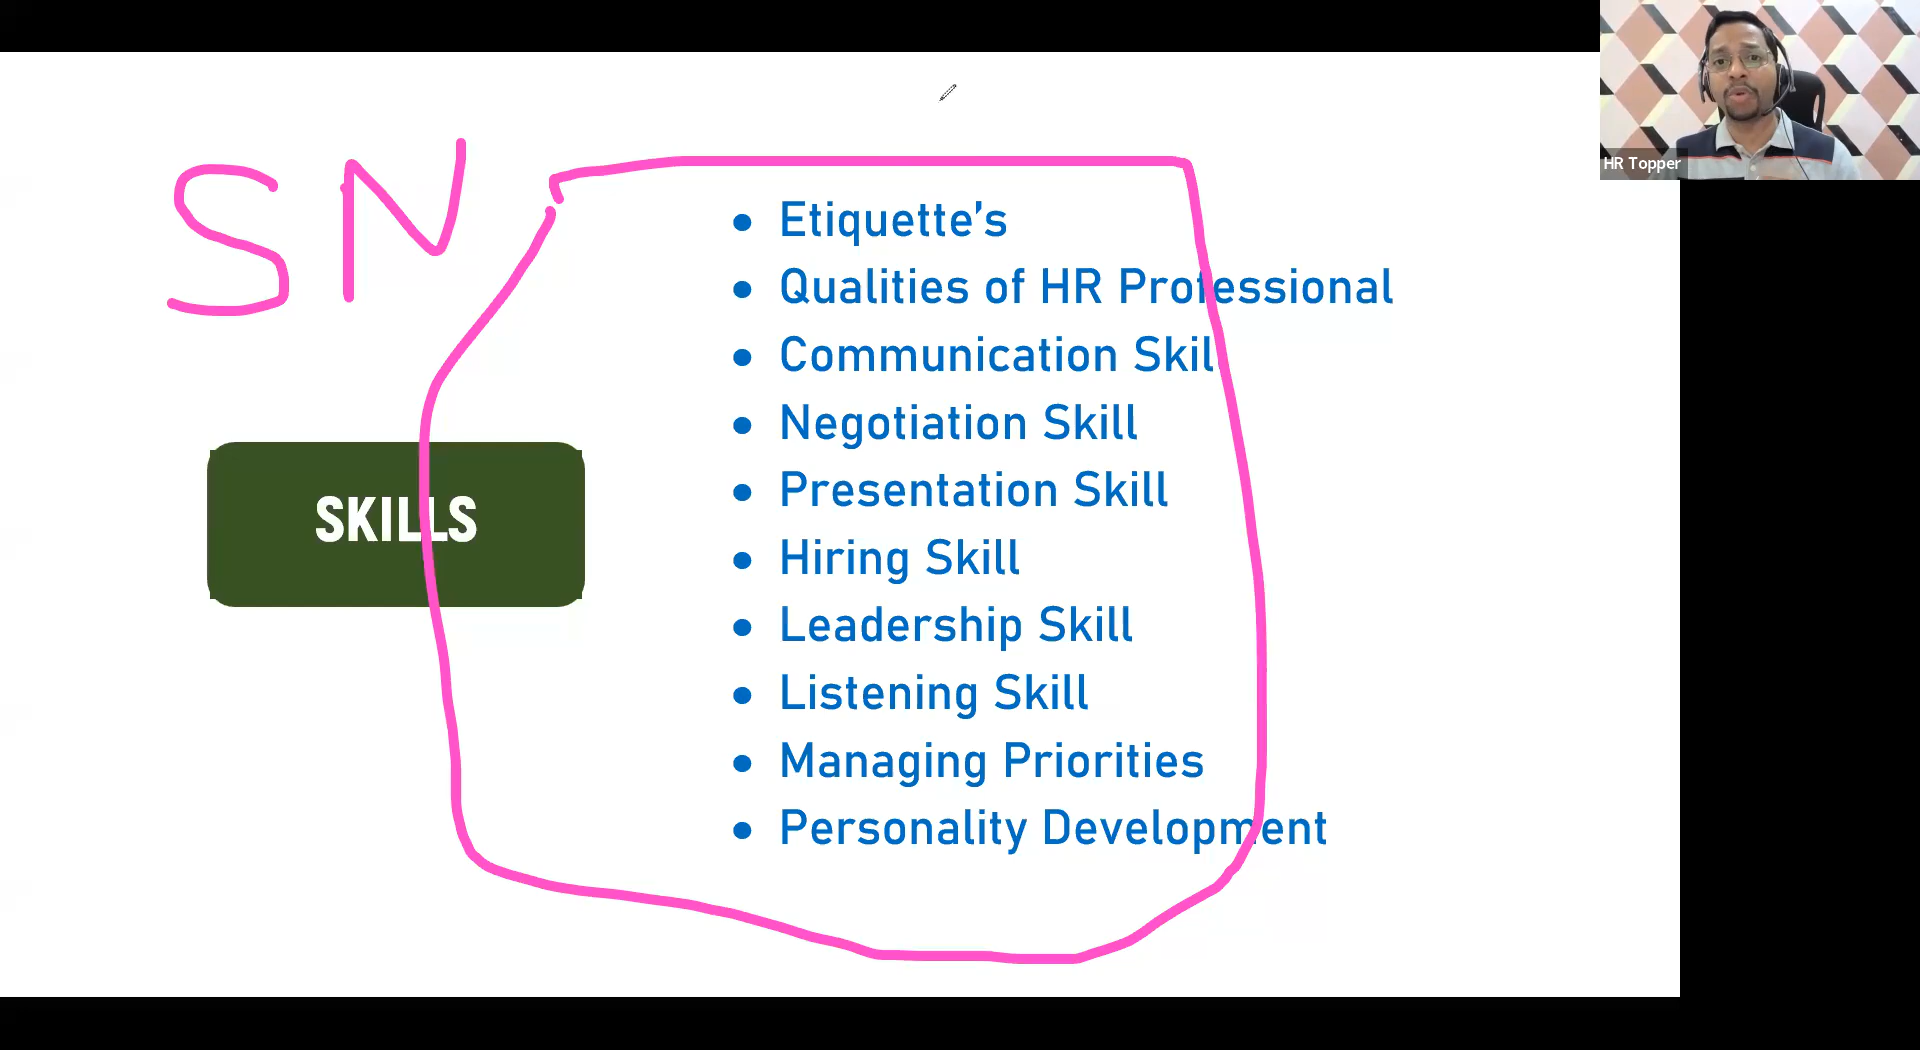 HR Topper
SN
SKILLS
• Etiquette’s
• Qualities of HR Professional
• Communication Skill
• Negotiation Skill
• Presentation Skill
• Hiring Skill
• Leadership Skill
• Listening Skill
• Managing Priorities
• Personality Development